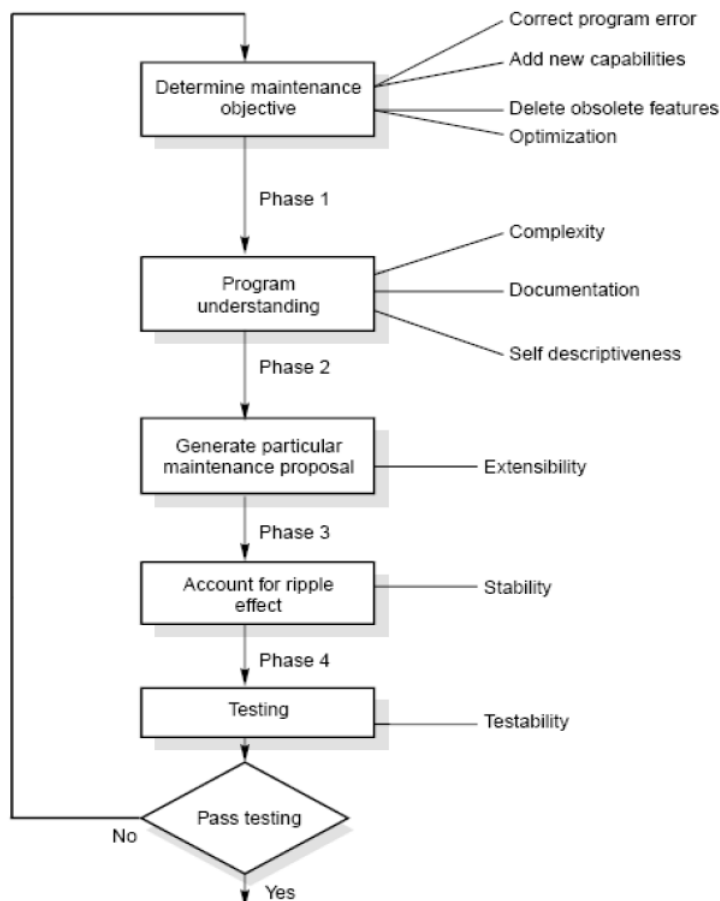 Correct program error
Add new capabilities
Determine maintenance
objective
Delete obsolete features
Optimization
Phase 1
Complexity
Program
understanding
Documentation
Self descriptiveness
Phase 2
Generate particular
maintenance proposal
Extensibility
Phase 3
Account for ripple
effect
Stability
Phase 4
Testing
Testability
Pass testing
No
Yes